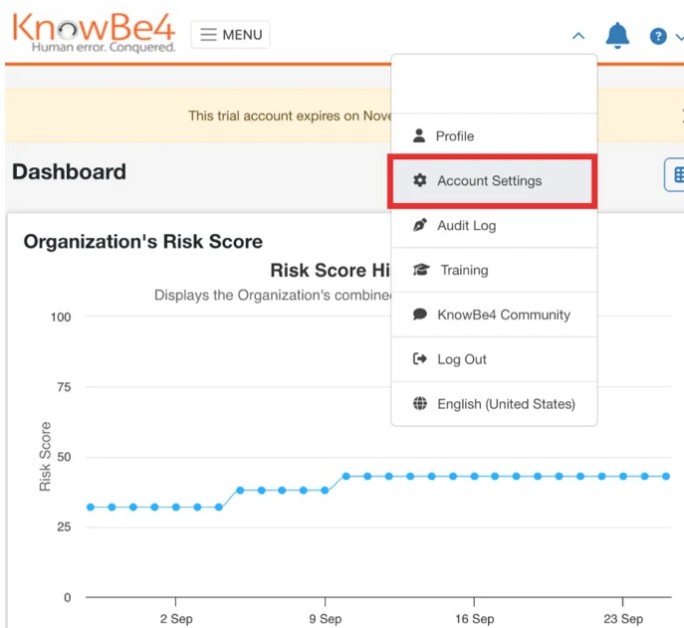 KnowBe4
Human error. Conquered.
MENU
?
This trial account expires on Nove
Dashboard
Profile
Account Settings
Audit Log
Training
KnowBe4 Community
Log Out
English (United States)
Organization's Risk Score
Risk Score Hi
Displays the Organization's combine
Risk Score
100
75
50
25
0
2 Sep
9 Sep
16 Sep
23 Sep